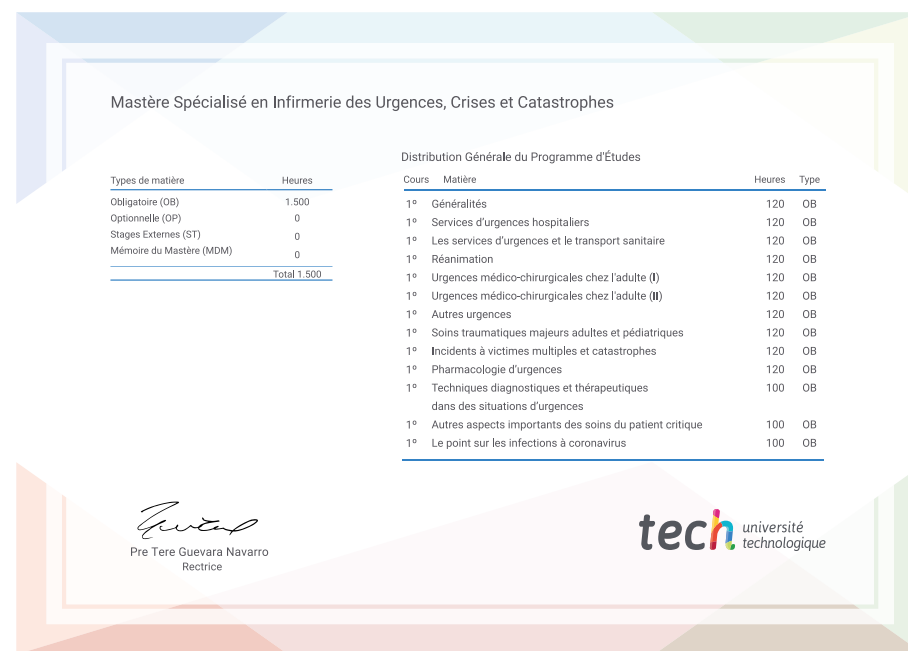 Mastère Spécialisé en Infirmerie des Urgences, Crises et Catastrophes
Types de matière Heures
Obligatoire (OB) 1.500
Optionnelle (OP) 0
Stages Externes (ST) 0
Mémoire du Mastère (MDM) 0
Total 1.500
Distribution Générale du Programme d'Études
Cours Matière Heures Type
1º Généralités 120 OB
1º Services d'urgences hospitaliers 120 OB
1º Les services d'urgences et le transport sanitaire 120 OB
1º Réanimation 120 OB
1º Urgences médico-chirurgicales chez l'adulte (I) 120 OB
1º Urgences médico-chirurgicales chez l'adulte (II) 120 OB
1º Autres urgences 120 OB
1º Soins traumatiques majeurs adultes et pédiatriques 120 OB
1º Incidents à victimes multiples et catastrophes 120 OB
1º Pharmacologie d'urgences 120 OB
1º Techniques diagnostiques et thérapeutiques 100 OB
dans des situations d'urgences
1º Autres aspects importants des soins du patient critique 100 OB
1º Le point sur les infections à coronavirus 100 OB
Pre Tere Guevara Navarro
Rectrice
tech université
technologique